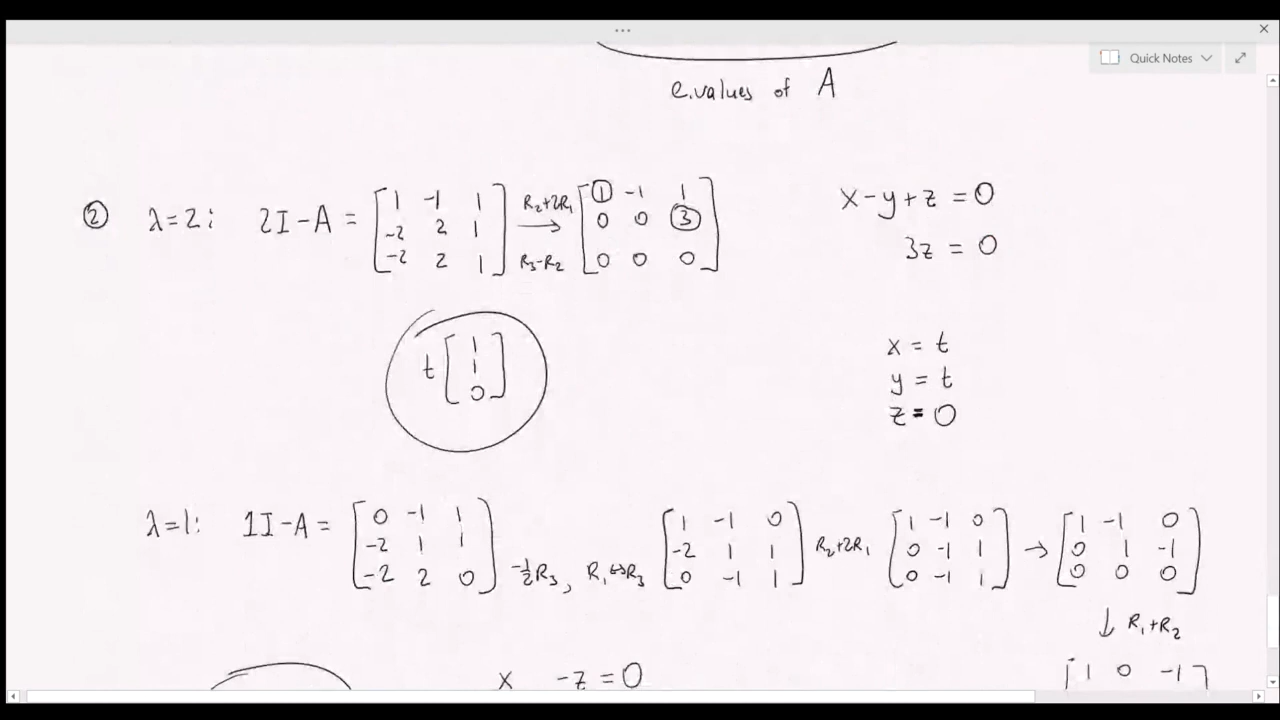 ...
Quick Notes
e.values of A
② λ=2: 2I-A = [1 -1 1; -2 2 1; -2 2 1] R₂+2R₁ → R₃-R₂ [① -1 1; 0 0 ③; 0 0 0] x-y+z=0
3z = 0
t[1; 1; 0]
x = t
y = t
z = 0
λ=1: 1I-A = [0 -1 1; -2 1 1; -2 2 0] -½R₃, R₁↔R₃ [1 -1 0; -2 1 1; 0 -1 1] R₂+2R₁ [1 -1 0; 0 -1 1; 0 -1 1] → [1 -1 0; 0 1 -1; 0 0 0]
↓ R₁+R₂
x -z = 0
[1 0 -1]